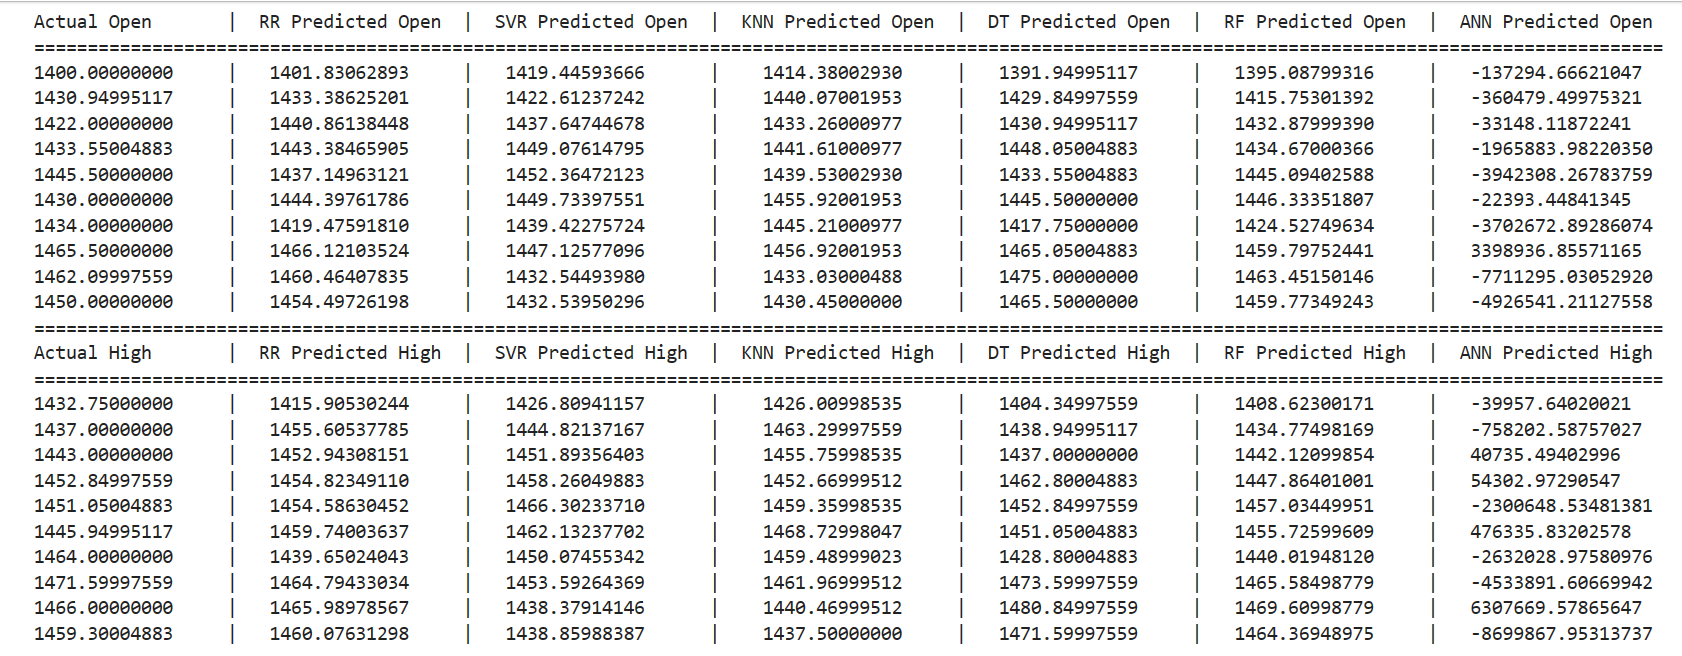 Actual Open | RR Predicted Open | SVR Predicted Open | KNN Predicted Open | DT Predicted Open | RF Predicted Open | ANN Predicted Open
1400.00000000 | 1401.83062893 | 1419.44593666 | 1414.38002930 | 1391.94995117 | 1395.08799316 | -137294.66621047
1430.94995117 | 1433.38625201 | 1422.61237242 | 1440.07001953 | 1429.84997559 | 1415.75301392 | -360479.49975321
1422.00000000 | 1440.86138448 | 1437.64744678 | 1433.26000977 | 1430.94995117 | 1432.87999390 | -33148.11872241
1433.55004883 | 1443.38465905 | 1449.07614795 | 1441.61000977 | 1448.05004883 | 1434.67000366 | -1965883.98220350
1445.50000000 | 1437.14963121 | 1452.36472123 | 1439.53002930 | 1433.55004883 | 1445.09402588 | -3942308.26783759
1430.00000000 | 1444.39761786 | 1449.73397551 | 1455.92001953 | 1445.50000000 | 1446.33351807 | -22393.44841345
1434.00000000 | 1419.47591810 | 1439.42275724 | 1445.21000977 | 1417.75000000 | 1424.52749634 | -3702672.89286074
1465.50000000 | 1466.12103524 | 1447.12577096 | 1456.92001953 | 1465.05004883 | 1459.79752441 | 3398936.85571165
1462.09997559 | 1460.46407835 | 1432.54493980 | 1433.03000488 | 1475.00000000 | 1463.45150146 | -7711295.03052920
1450.00000000 | 1454.49726198 | 1432.53950296 | 1430.45000000 | 1465.50000000 | 1459.77349243 | -4926541.21127558
Actual High | RR Predicted High | SVR Predicted High | KNN Predicted High | DT Predicted High | RF Predicted High | ANN Predicted High
1432.75000000 | 1415.90530244 | 1426.80941157 | 1426.00998535 | 1404.34997559 | 1408.62300171 | -39957.64020021
1437.00000000 | 1455.60537785 | 1444.82137167 | 1463.29997559 | 1438.94995117 | 1434.77498169 | -758202.58757027
1443.00000000 | 1452.94308151 | 1451.89356403 | 1455.75998535 | 1437.00000000 | 1442.12099854 | 40735.49402996
1452.84997559 | 1454.82349110 | 1458.26049883 | 1452.66999512 | 1462.80004883 | 1447.86401001 | 54302.97290547
1451.05004883 | 1454.58630452 | 1466.30233710 | 1459.35998535 | 1452.84997559 | 1457.03449951 | -2300648.53481381
1445.94995117 | 1459.74003637 | 1462.13237702 | 1468.72998047 | 1451.05004883 | 1455.72599609 | 476335.83202578
1464.00000000 | 1439.65024043 | 1450.07455342 | 1459.48999023 | 1428.80004883 | 1440.01948120 | -2632028.97580976
1471.59997559 | 1464.79433034 | 1453.59264369 | 1461.96999512 | 1473.59997559 | 1465.58498779 | -4533891.60669942
1466.00000000 | 1465.98978567 | 1438.37914146 | 1440.46999512 | 1480.84997559 | 1469.60998779 | 6307669.57865647
1459.30004883 | 1460.07631298 | 1438.85988387 | 1437.50000000 | 1471.59997559 | 1464.36948975 | -8699867.95313737